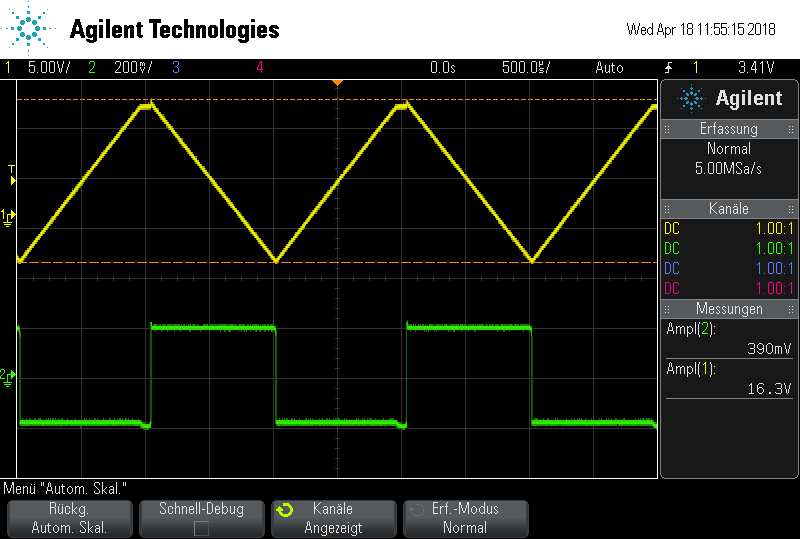 Agilent Technologies
Wed Apr 18 11:55:15 2018
1 5.00V/ 2 200mV/ 3 4 0.0s 500.0us/ Auto 1 3.41V
Agilent
Erfassung
Normal
5.00MSa/s
Kanäle
DC 1.00:1
DC 1.00:1
DC 1.00:1
DC 1.00:1
Messungen
Ampl(2):
390mV
Ampl(1):
16.3V
T
1
2
Menü "Autom. Skal."
Rückg.
Autom. Skal.
Schnell-Debug
Kanäle
Angezeigt
Erf.-Modus
Normal